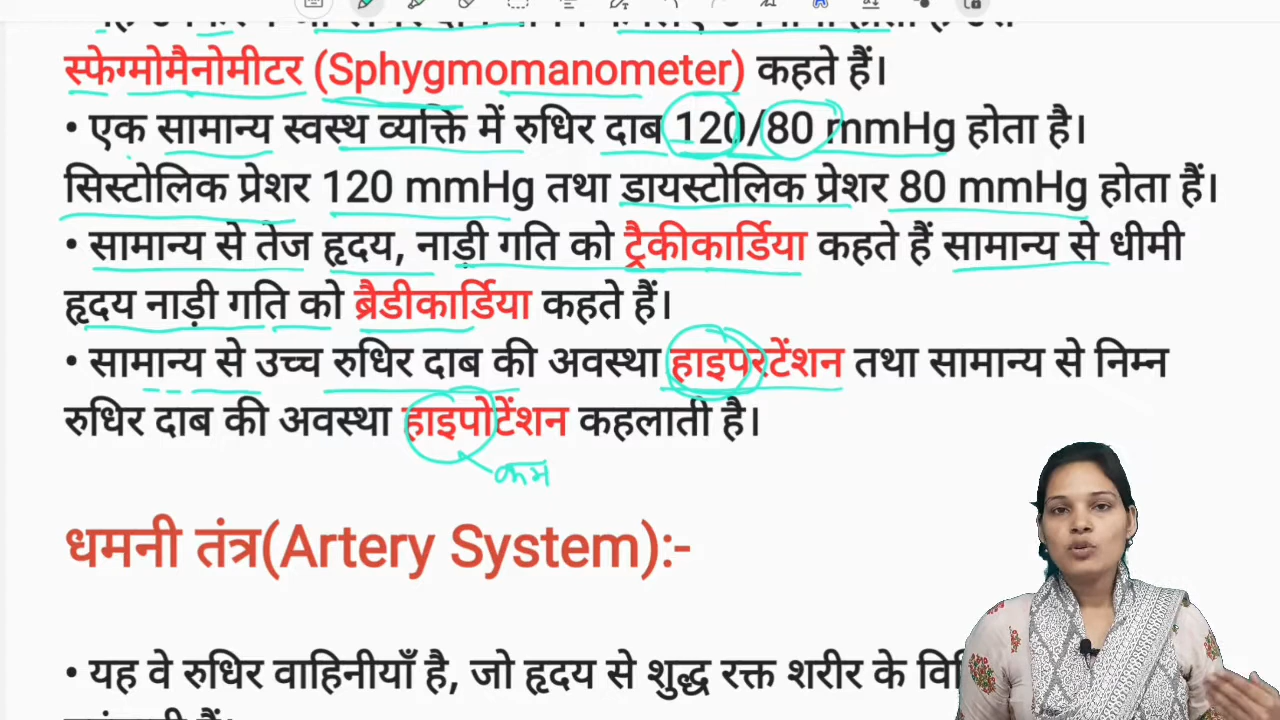 स्फेग्मोमैनोमीटर (Sphygmomanometer) कहते हैं।
• एक सामान्य स्वस्थ व्यक्ति में रुधिर दाब 120/80 mmHg होता है।
सिस्टोलिक प्रेशर 120 mmHg तथा डायस्टोलिक प्रेशर 80 mmHg होता हैं।
• सामान्य से तेज हृदय, नाड़ी गति को ट्रैकीकार्डिया कहते हैं सामान्य से धीमी
हृदय नाड़ी गति को ब्रैडीकार्डिया कहते हैं।
• सामान्य से उच्च रुधिर दाब की अवस्था हाइपरटेंशन तथा सामान्य से निम्न
रुधिर दाब की अवस्था हाइपोटेंशन कहलाती है।
कम
धमनी तंत्र(Artery System):-
• यह वे रुधिर वाहिनीयाँ है, जो हृदय से शुद्ध रक्त शरीर के